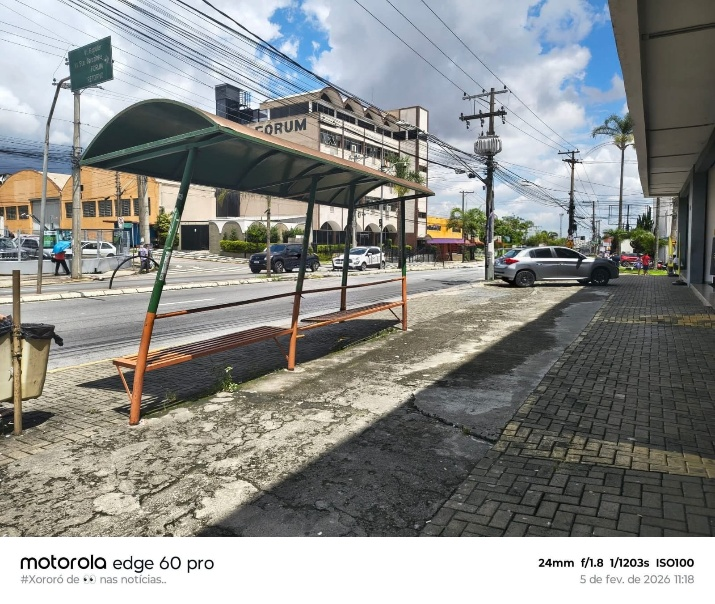 FÓRUM
motorola edge 60 pro
#Xororó de 👀 nas notícias..
24mm f/1.8 1/1203s ISO100
5 de fev. de 2026 11:18